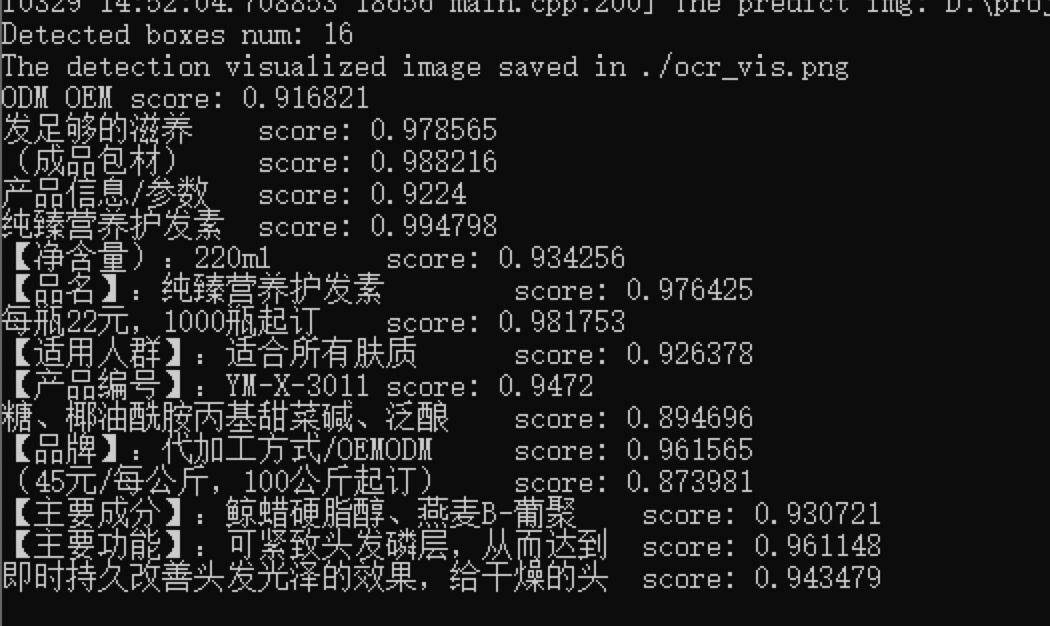 I0329 14:52:04.708853 18656 main.cpp:200] The predict img: D:\proj
Detected boxes num: 16
The detection visualized image saved in ./ocr_vis.png
ODM OEM score: 0.916821
发足够的滋养 score: 0.978565
（成品包材） score: 0.988216
产品信息/参数 score: 0.9224
纯臻营养护发素 score: 0.994798
【净含量）：220ml score: 0.934256
【品名】：纯臻营养护发素 score: 0.976425
每瓶22元，1000瓶起订 score: 0.981753
【适用人群】：适合所有肤质 score: 0.926378
【产品编号】：YM-X-3011 score: 0.9472
糖、椰油酰胺丙基甜菜碱、泛酿 score: 0.894696
【品牌】：代加工方式/OEMODM score: 0.961565
（45元/每公斤，100公斤起订） score: 0.873981
【主要成分】：鲸蜡硬脂醇、燕麦B-葡聚 score: 0.930721
【主要功能】：可紧致头发磷层，从而达到 score: 0.961148
即时持久改善头发光泽的效果，给干燥的头 score: 0.943479